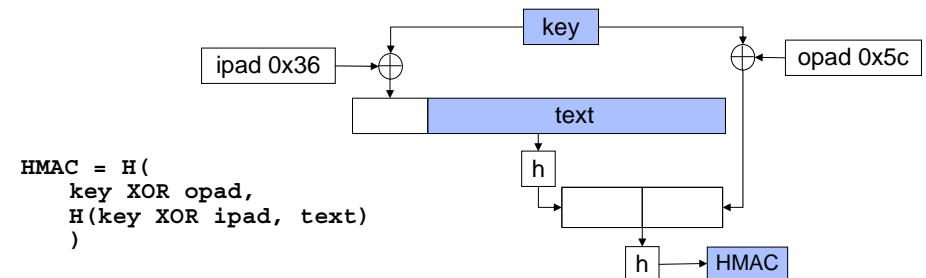 key
ipad 0x36
opad 0x5c
text
h
HMAC = H(
key XOR opad,
H(key XOR ipad, text)
)
h
HMAC